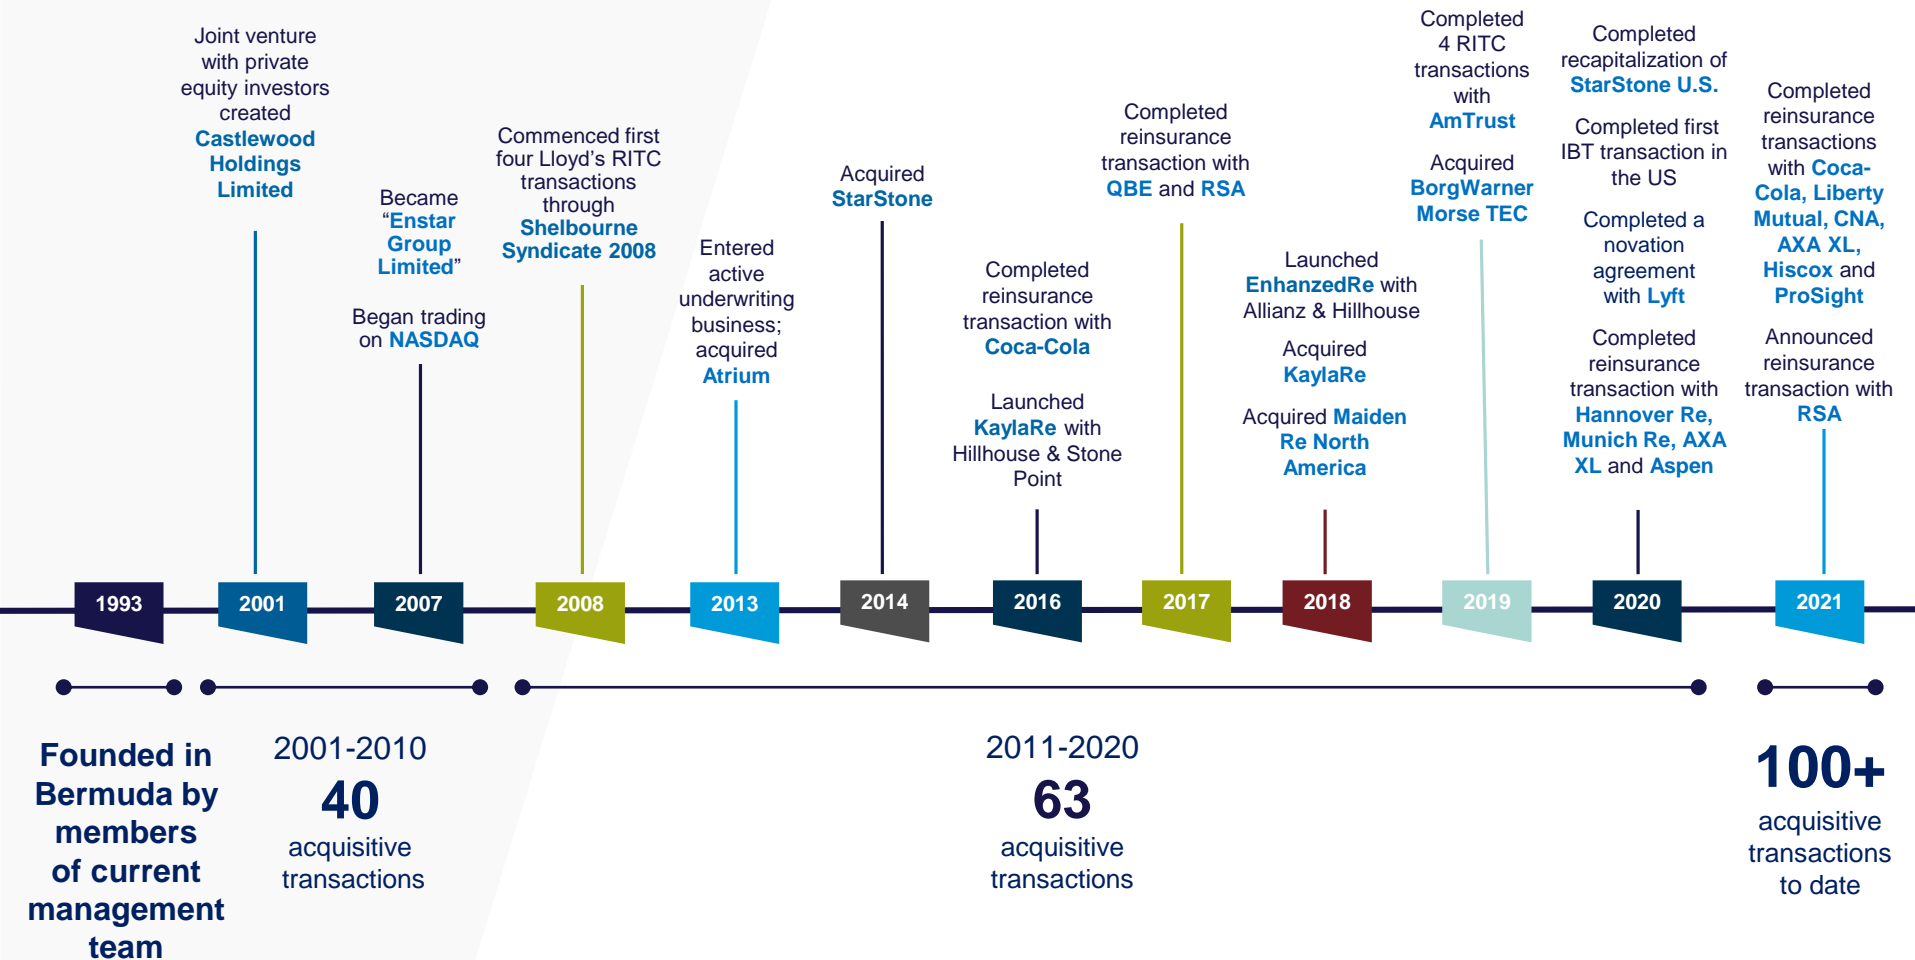 Joint venture
with private
equity investors
created
Castlewood
Holdings
Limited
Became
“Enstar
Group
Limited”
Began trading
on NASDAQ
Commenced first
four Lloyd’s RITC
transactions
through
Shelbourne
Syndicate 2008
Entered
active
underwriting
business;
acquired
Atrium
Acquired
StarStone
Completed
reinsurance
transaction with
Coca-Cola
Launched
KaylaRe with
Hillhouse & Stone
Point
Completed
reinsurance
transaction with
QBE and RSA
Launched
EnhanzedRe with
Allianz & Hillhouse
Acquired
KaylaRe
Acquired Maiden
Re North
America
Completed
4 RITC
transactions
with
AmTrust
Acquired
BorgWarner
Morse TEC
Completed
recapitalization of
StarStone U.S.
Completed first
IBT transaction in
the US
Completed a
novation
agreement
with Lyft
Completed
reinsurance
transaction with
Hannover Re,
Munich Re, AXA
XL and Aspen
Completed
reinsurance
transactions
with Coca-
Cola, Liberty
Mutual, CNA,
AXA XL,
Hiscox and
ProSight
Announced
reinsurance
transaction with
RSA
1993
2001
2007
2008
2013
2014
2016
2017
2018
2019
2020
2021
Founded in
Bermuda by
members
of current
management
team
2001-2010
40
acquisitive
transactions
2011-2020
63
acquisitive
transactions
100+
acquisitive
transactions
to date